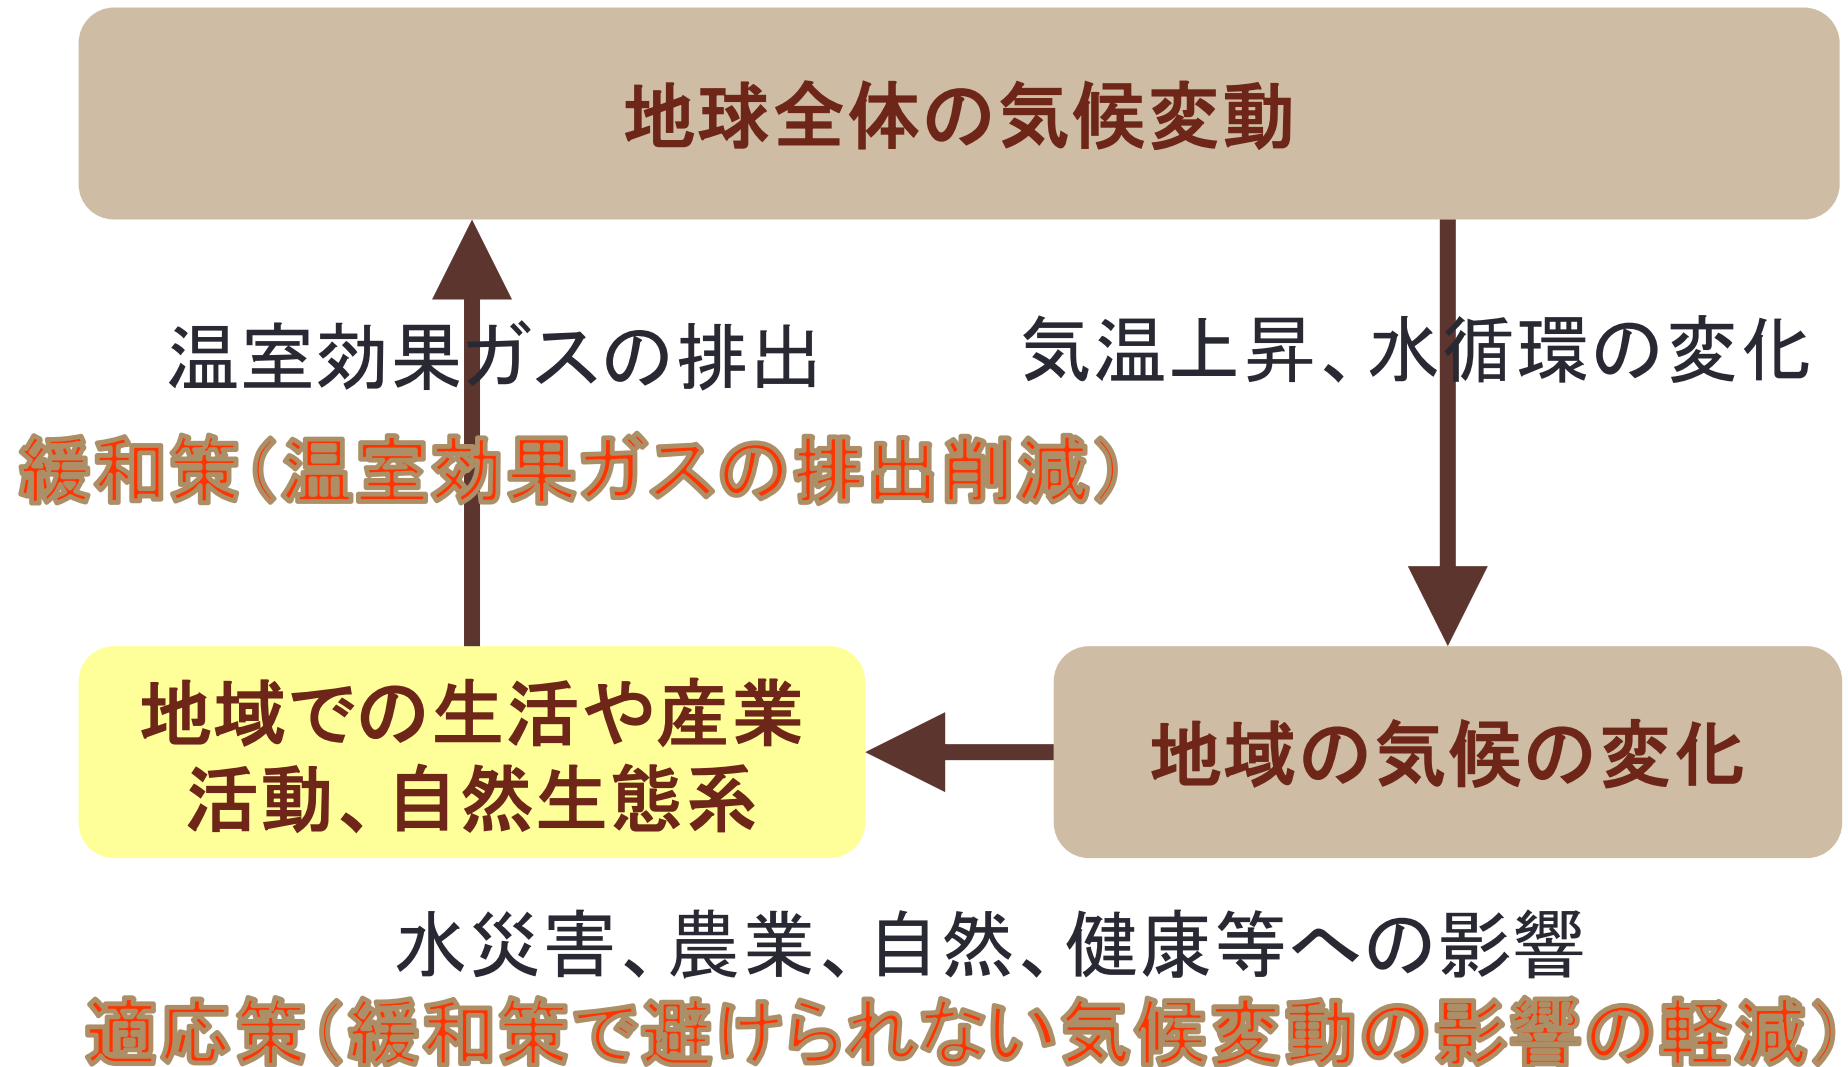 地球全体の気候変動
温室効果ガスの排出
気温上昇、水循環の変化
緩和策（温室効果ガスの排出削減）
地域での生活や産業
活動、自然生態系
地域の気候の変化
水災害、農業、自然、健康等への影響
適応策（緩和策で避けられない気候変動の影響の軽減）